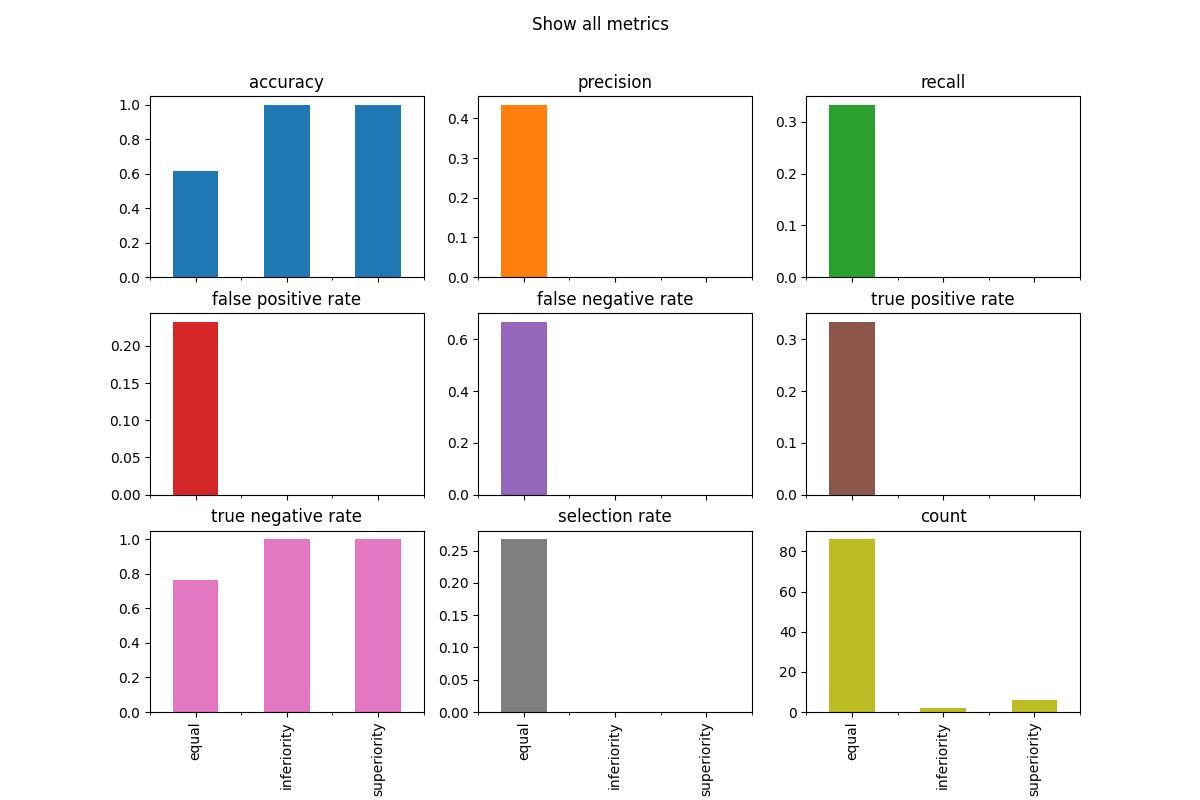 Show all metrics
accuracy
1.0
0.8
0.6
0.4
0.2
0.0
precision
0.4
0.3
0.2
0.1
0.0
recall
0.3
0.2
0.1
0.0
false positive rate
0.20
0.15
0.10
0.05
0.00
false negative rate
0.6
0.4
0.2
0.0
true positive rate
0.3
0.2
0.1
0.0
true negative rate
1.0
0.8
0.6
0.4
0.2
0.0
equal
inferiority
superiority
selection rate
0.25
0.20
0.15
0.10
0.05
0.00
equal
inferiority
superiority
count
80
60
40
20
0
equal
inferiority
superiority